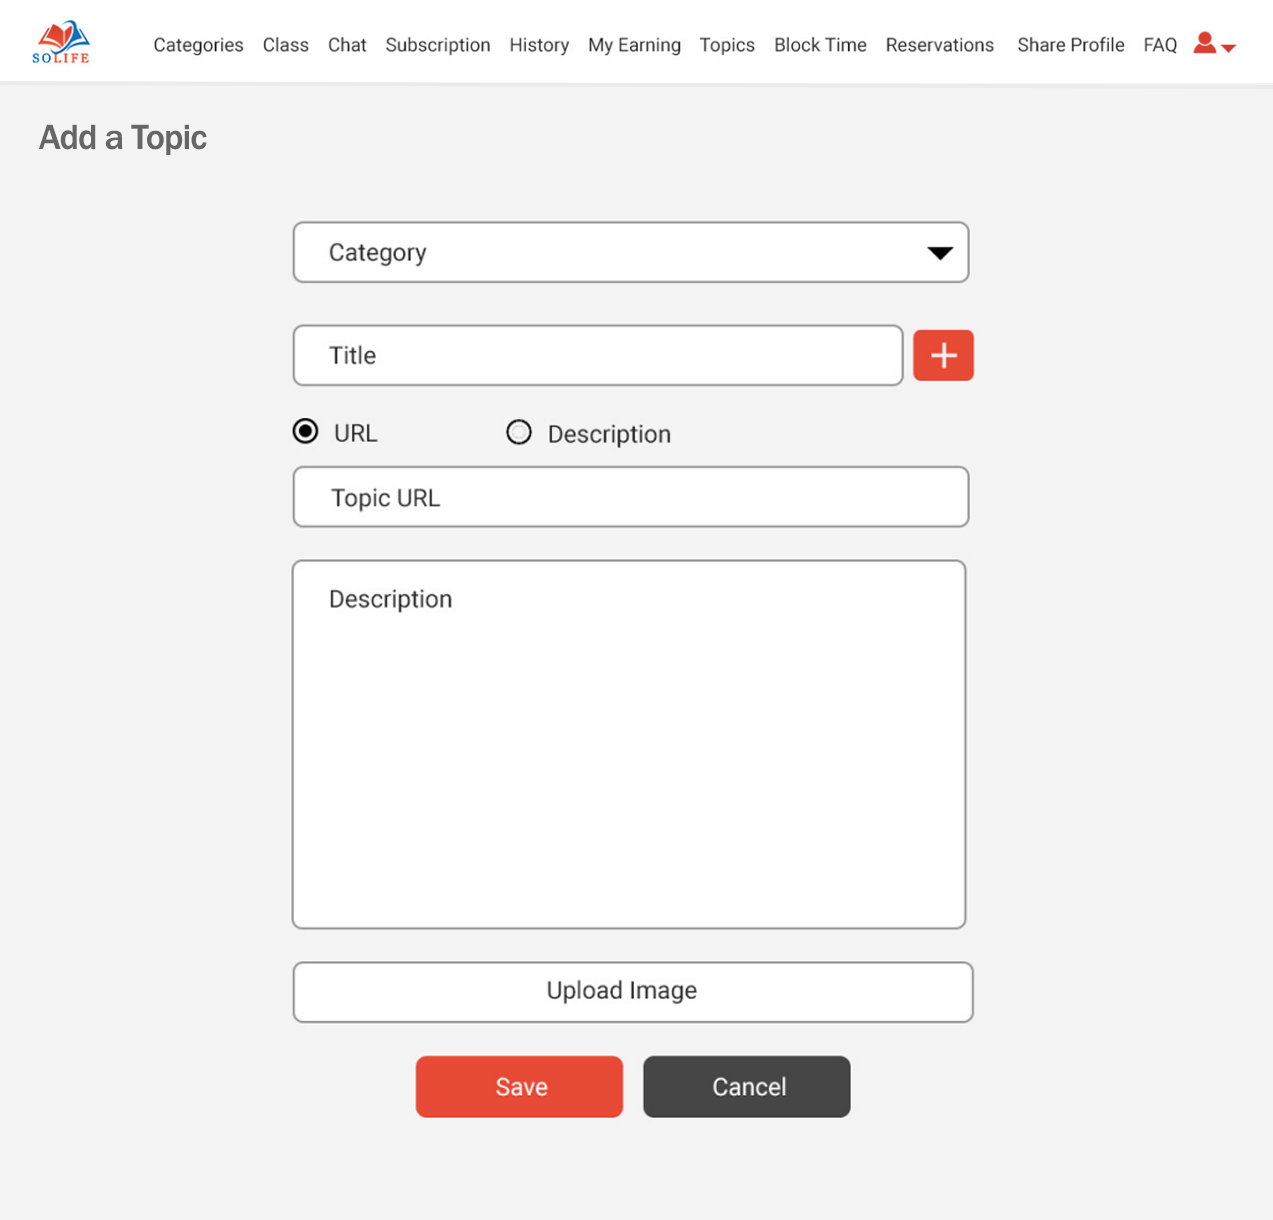 SOLIFE
Categories Class Chat Subscription History My Earning Topics Block Time Reservations Share Profile FAQ
Add a Topic
Category
Title
URL Description
Topic URL
Description
Upload Image
Save Cancel